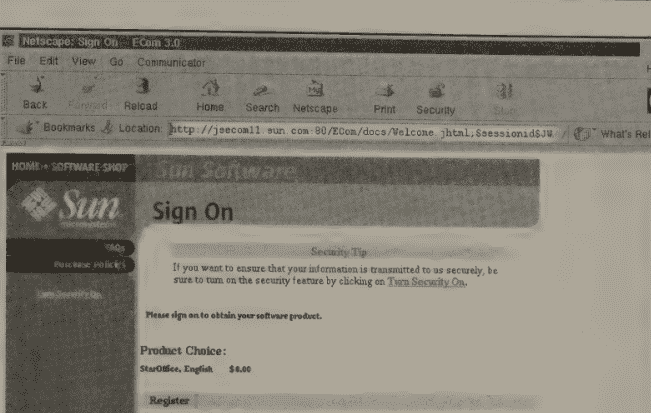 Netscape: Sign On - ECom 3.0
File Edit View Go Communicator
Back Forward Reload Home Search Netscape Print Security Stop
Bookmarks Location: http://jsecom11.sun.com:80/ECom/docs/Welcome.jhtml;$sessionid$JW What's Rel
HOME SOFTWARE SHOP
Sun Software
Sun
microsystems
Sign On
FAQs
Purchase Policies
Turn Security On
Security Tip
If you want to ensure that your information is transmitted to us securely, be
sure to turn on the security feature by clicking on Turn Security On.
Please sign on to obtain your software product.
Product Choice:
StarOffice, English $0.00
Register